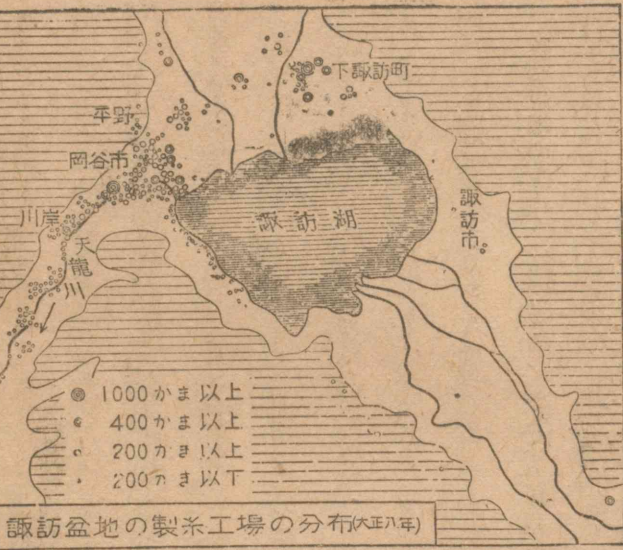 下諏訪町
平野
岡谷市
川岸
天龍川
諏訪湖
諏訪市
1000かま以上
400かま以上
200かま以上
200かま以下
諏訪盆地の製糸工場の分布(大正八年)